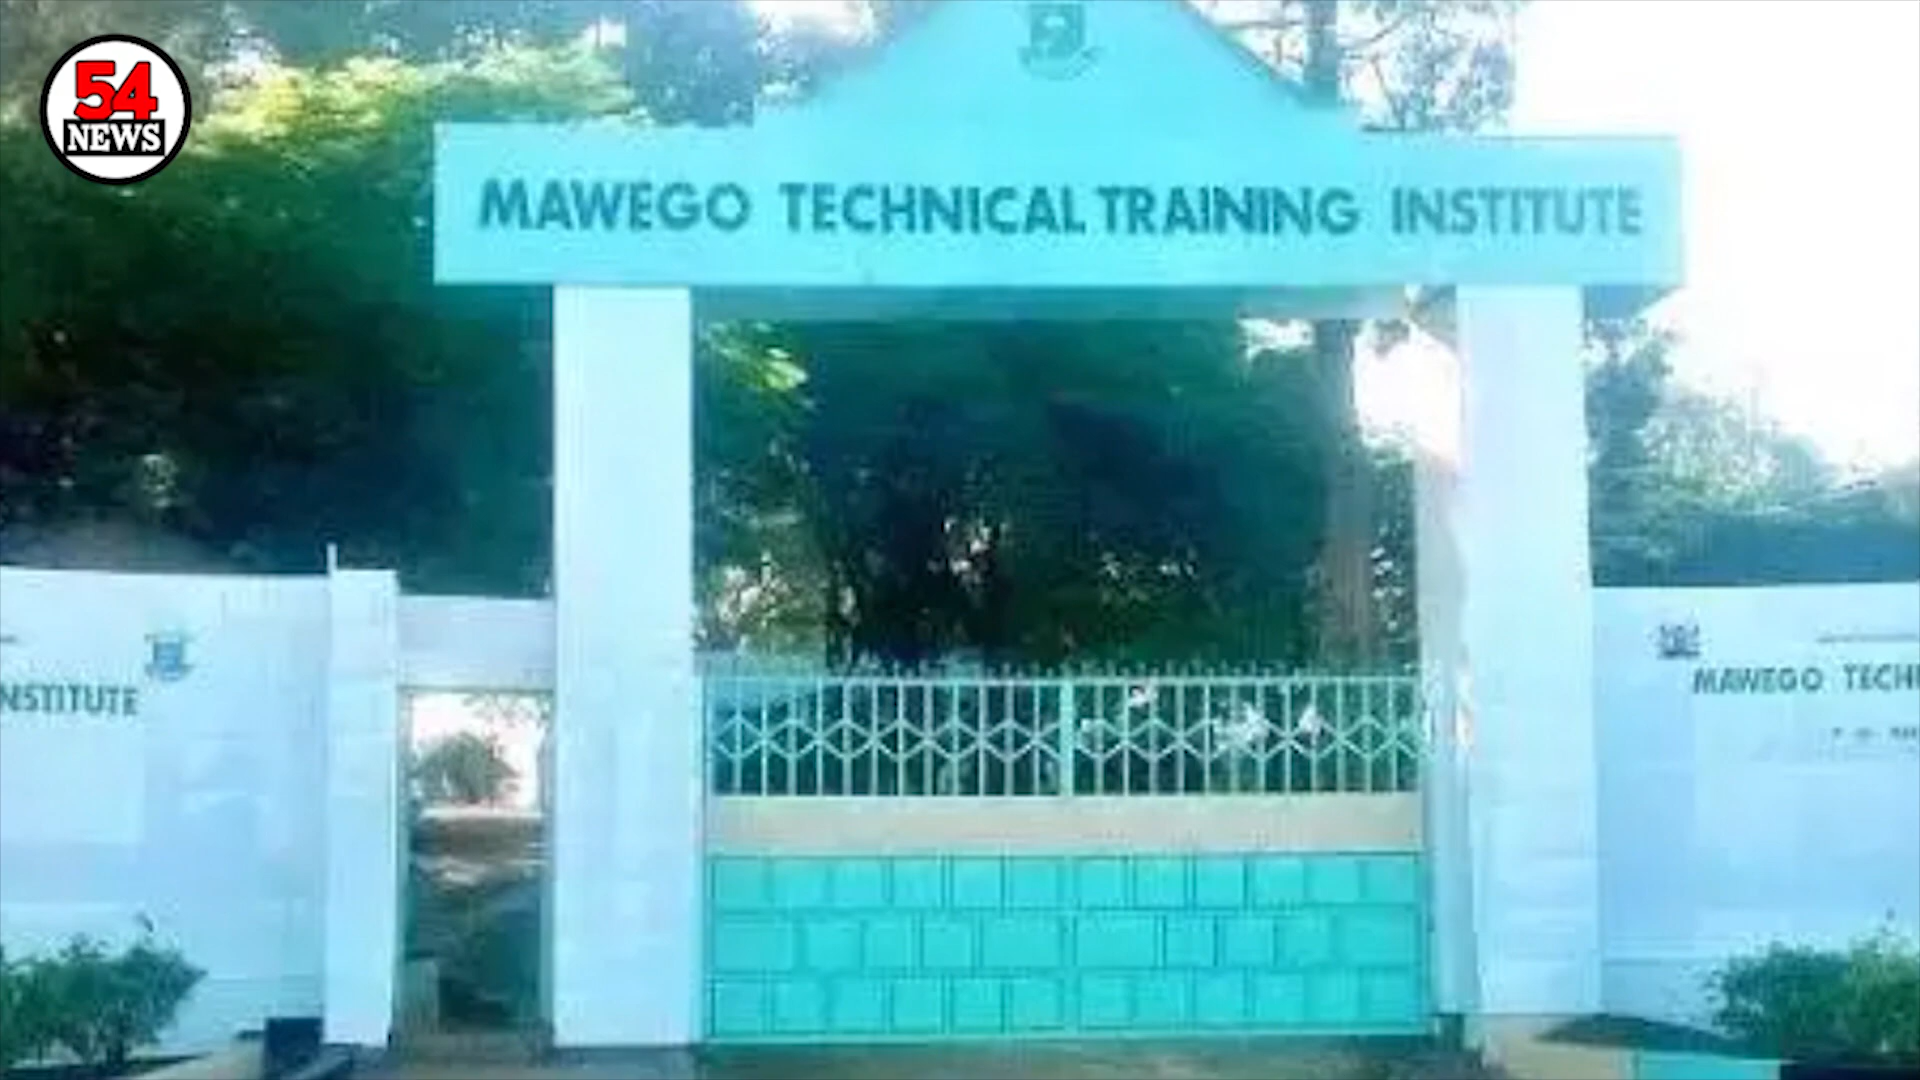 54
NEWS
MAWEGO TECHNICAL TRAINING INSTITUTE
NSTITUTE
MAWEGO TECH